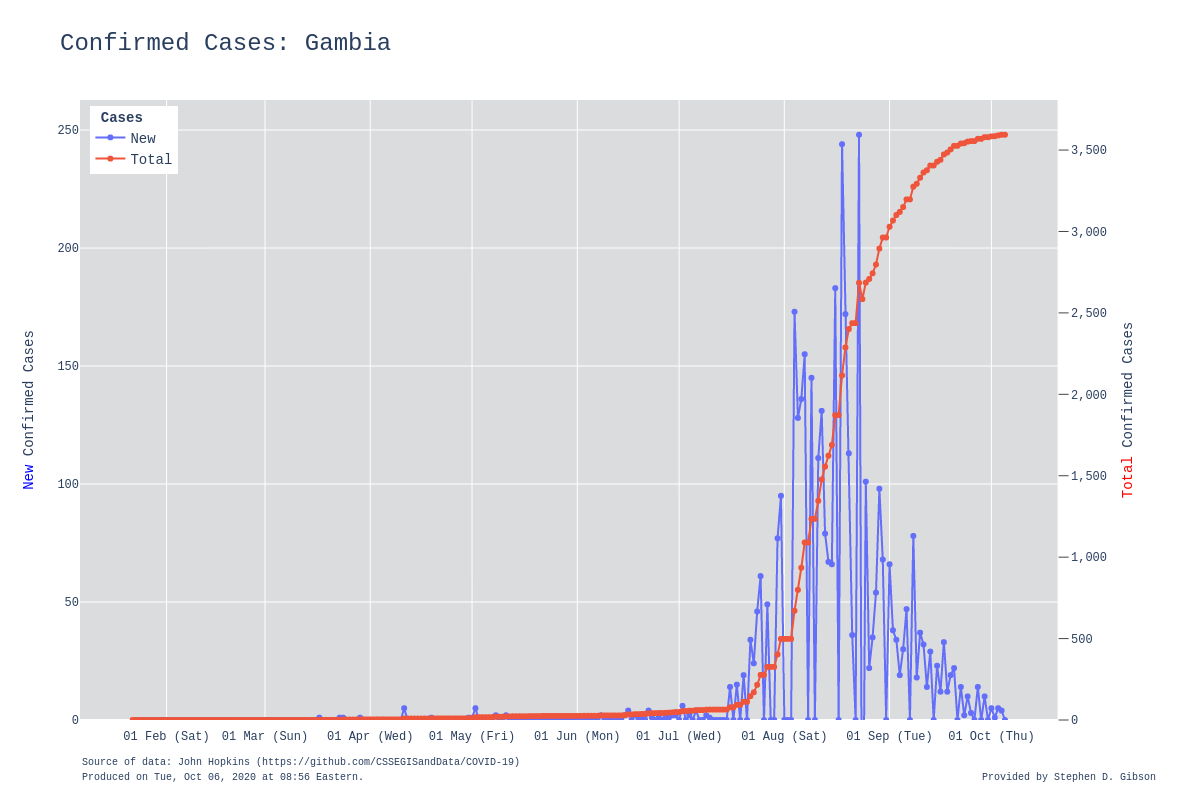 Confirmed Cases: Gambia
Cases
New
Total
250
200
150
100
50
0
3,500
3,000
2,500
2,000
1,500
1,000
500
0
New Confirmed Cases
Total Confirmed Cases
01 Feb (Sat)
01 Mar (Sun)
01 Apr (Wed)
01 May (Fri)
01 Jun (Mon)
01 Jul (Wed)
01 Aug (Sat)
01 Sep (Tue)
01 Oct (Thu)
Source of data: John Hopkins (https://github.com/CSSEGISandData/COVID-19)
Produced on Tue, Oct 06, 2020 at 08:56 Eastern.
Provided by Stephen D. Gibson